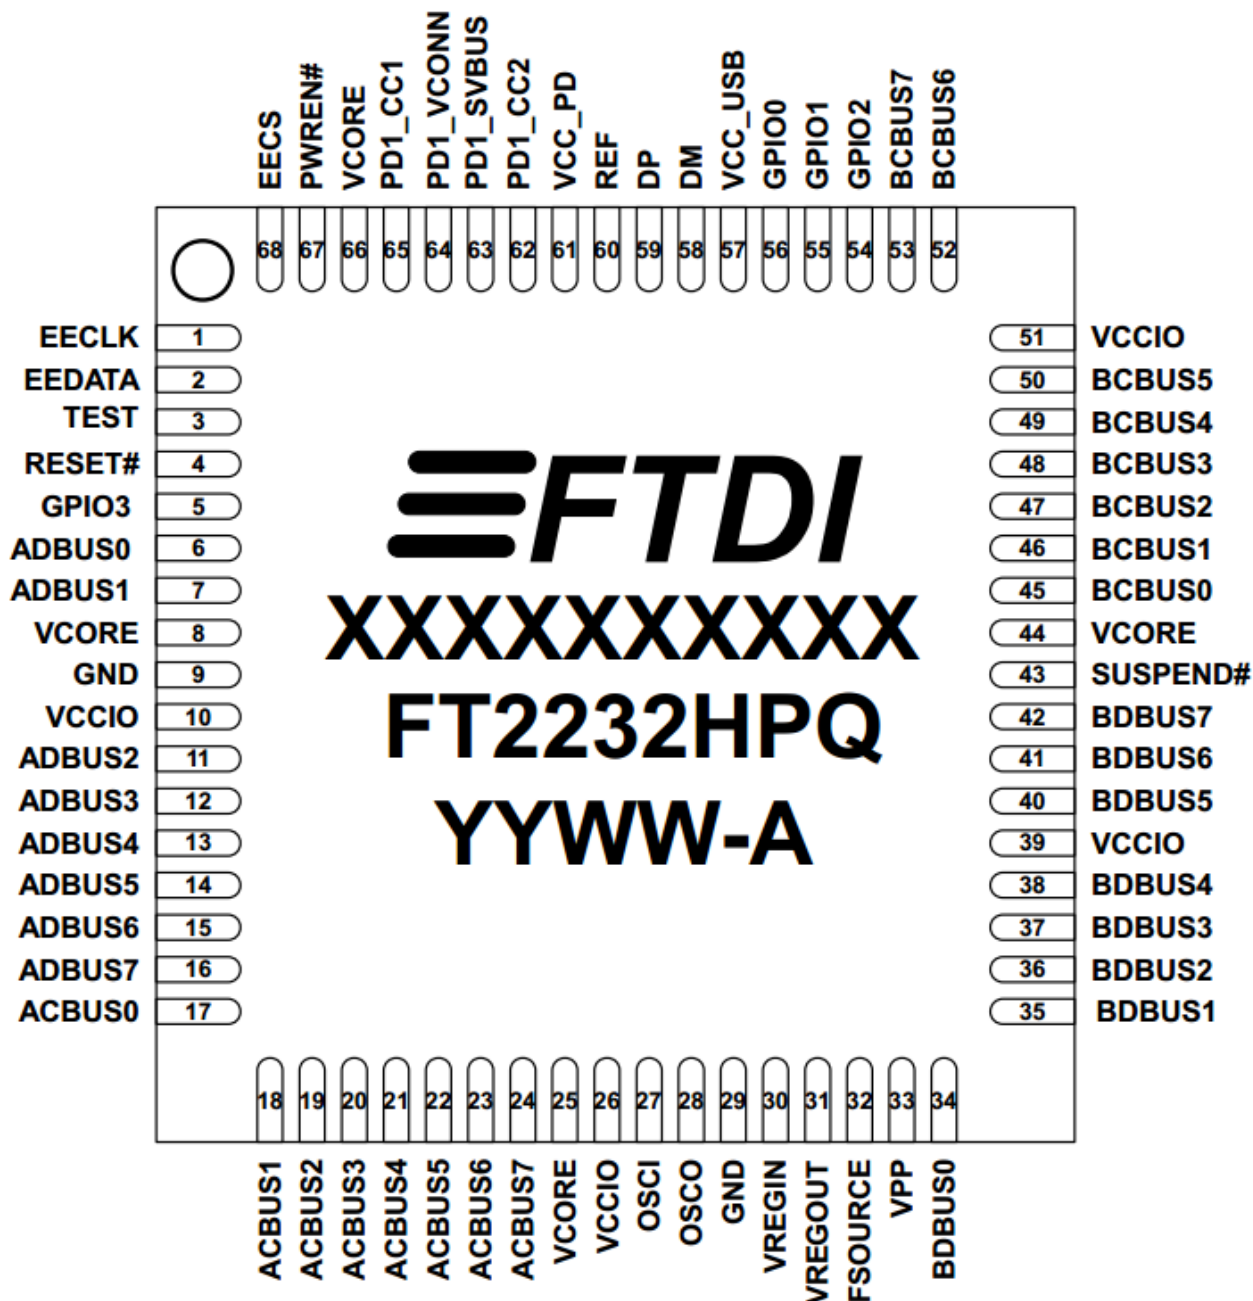 EECS
PWREN#
VCORE
PD1_CC1
PD1_VCONN
PD1_SVBUS
PD1_CC2
VCC_PD
REF
DP
DM
VCC_USB
GPIO0
GPIO1
GPIO2
BCBUS7
BCBUS6
68 67 66 65 64 63 62 61 60 59 58 57 56 55 54 53 52
EECLK 1
EEDATA 2
TEST 3
RESET# 4
GPIO3 5
ADBUS0 6
ADBUS1 7
VCORE 8
GND 9
VCCIO 10
ADBUS2 11
ADBUS3 12
ADBUS4 13
ADBUS5 14
ADBUS6 15
ADBUS7 16
ACBUS0 17
FTDI
XXXXXXXXXX
FT2232HPQ
YYWW-A
51 VCCIO
50 BCBUS5
49 BCBUS4
48 BCBUS3
47 BCBUS2
46 BCBUS1
45 BCBUS0
44 VCORE
43 SUSPEND#
42 BDBUS7
41 BDBUS6
40 BDBUS5
39 VCCIO
38 BDBUS4
37 BDBUS3
36 BDBUS2
35 BDBUS1
18 19 20 21 22 23 24 25 26 27 28 29 30 31 32 33 34
ACBUS1
ACBUS2
ACBUS3
ACBUS4
ACBUS5
ACBUS6
ACBUS7
VCORE
VCCIO
OSCI
OSCO
GND
VREGIN
VREGOUT
FSOURCE
VPP
BDBUS0